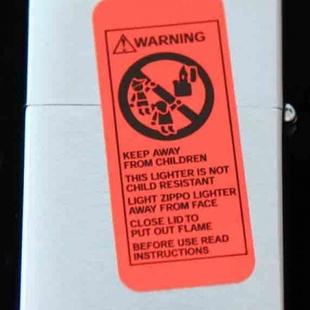 WARNING
KEEP AWAY
FROM CHILDREN
THIS LIGHTER IS NOT
CHILD RESISTANT
LIGHT ZIPPO LIGHTER
AWAY FROM FACE
CLOSE LID TO
PUT OUT FLAME
BEFORE USE READ
INSTRUCTIONS